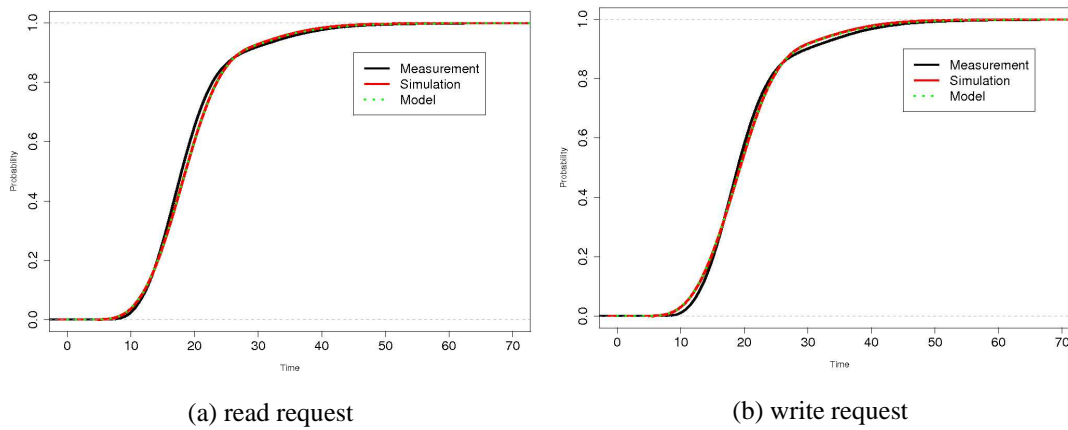 1.0
0.8
0.6
0.4
0.2
0.0
Probability
Measurement
Simulation
Model
0 10 20 30 40 50 60 70
Time
(a) read request
1.0
0.8
0.6
0.4
0.2
0.0
Probability
Measurement
Simulation
Model
0 10 20 30 40 50 60 70
Time
(b) write request